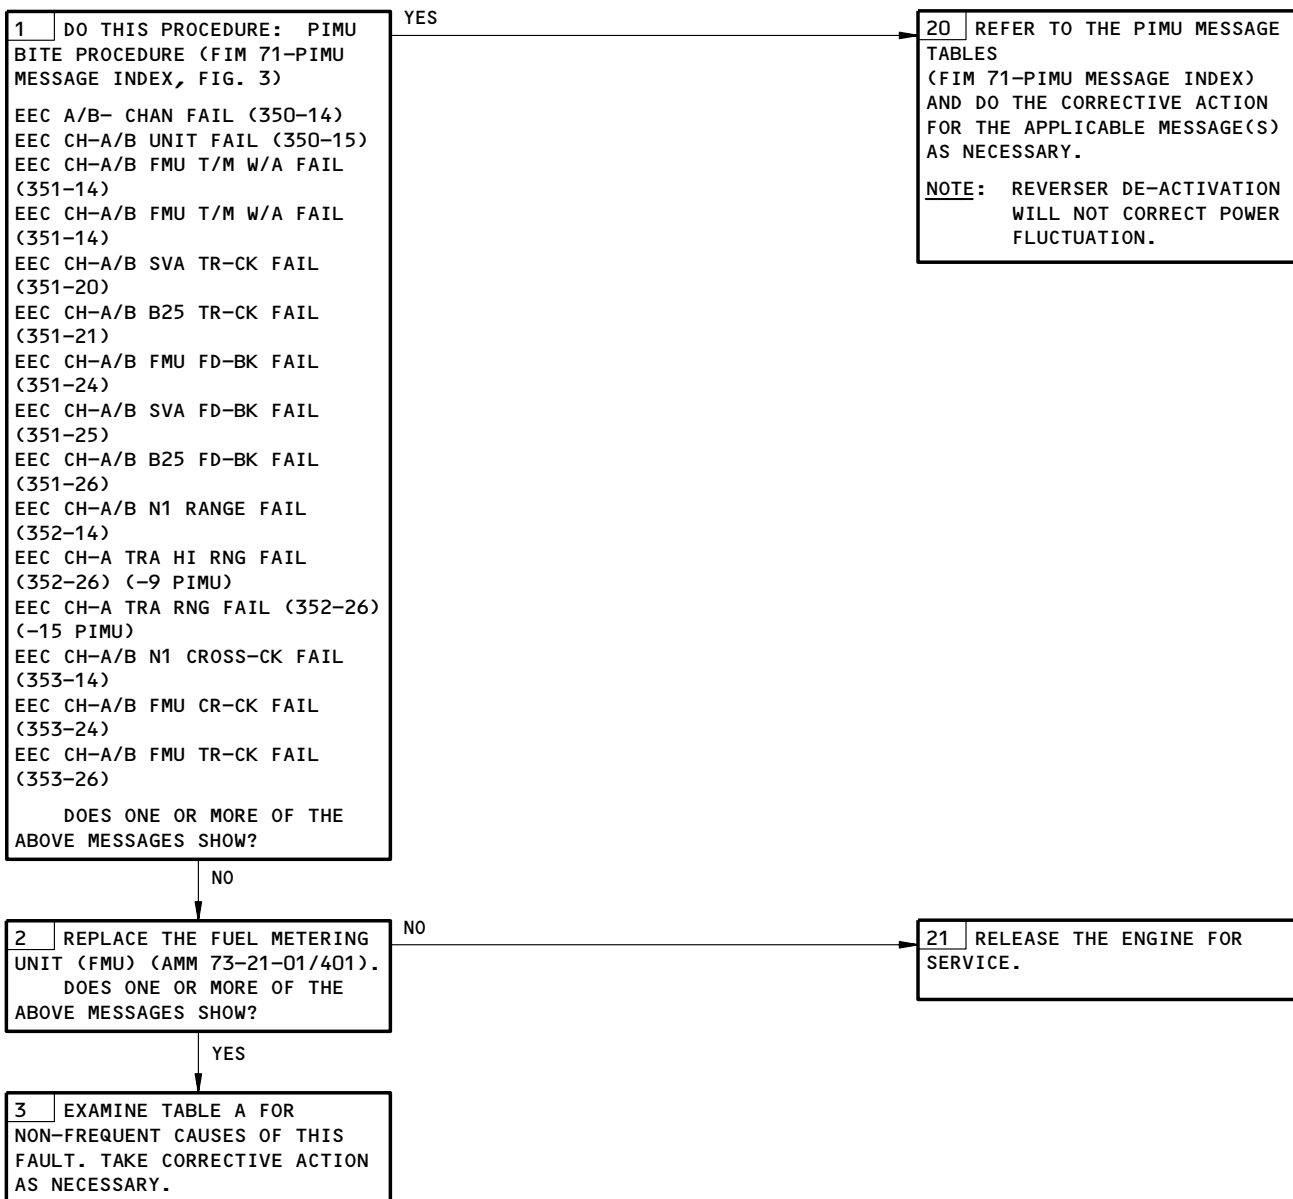 1 DO THIS PROCEDURE: PIMU
BITE PROCEDURE (FIM 71-PIMU
MESSAGE INDEX, FIG. 3)
EEC A/B- CHAN FAIL (350-14)
EEC CH-A/B UNIT FAIL (350-15)
EEC CH-A/B FMU T/M W/A FAIL
(351-14)
EEC CH-A/B FMU T/M W/A FAIL
(351-14)
EEC CH-A/B SVA TR-CK FAIL
(351-20)
EEC CH-A/B B25 TR-CK FAIL
(351-21)
EEC CH-A/B FMU FD-BK FAIL
(351-24)
EEC CH-A/B SVA FD-BK FAIL
(351-25)
EEC CH-A/B B25 FD-BK FAIL
(351-26)
EEC CH-A/B N1 RANGE FAIL
(352-14)
EEC CH-A TRA HI RNG FAIL
(352-26) (-9 PIMU)
EEC CH-A TRA RNG FAIL (352-26)
(-15 PIMU)
EEC CH-A/B N1 CROSS-CK FAIL
(353-14)
EEC CH-A/B FMU CR-CK FAIL
(353-24)
EEC CH-A/B FMU TR-CK FAIL
(353-26)
DOES ONE OR MORE OF THE
ABOVE MESSAGES SHOW?
YES
20 REFER TO THE PIMU MESSAGE
TABLES
(FIM 71-PIMU MESSAGE INDEX)
AND DO THE CORRECTIVE ACTION
FOR THE APPLICABLE MESSAGE(S)
AS NECESSARY.
NOTE: REVERSER DE-ACTIVATION
WILL NOT CORRECT POWER
FLUCTUATION.
NO
2 REPLACE THE FUEL METERING
UNIT (FMU) (AMM 73-21-01/401).
DOES ONE OR MORE OF THE
ABOVE MESSAGES SHOW?
NO
21 RELEASE THE ENGINE FOR
SERVICE.
YES
3 EXAMINE TABLE A FOR
NON-FREQUENT CAUSES OF THIS
FAULT. TAKE CORRECTIVE ACTION
AS NECESSARY.